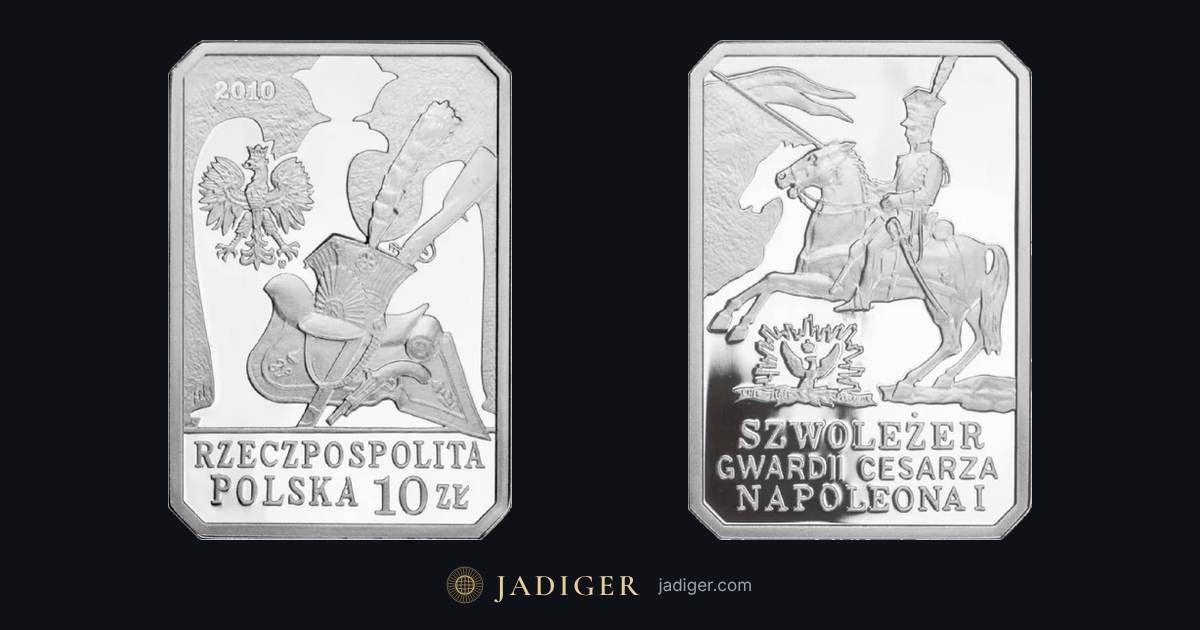 2010
RZECZPOSPOLITA
POLSKA 10 ZŁ
SZWOLEŻER
GWARDII CESARZA
NAPOLEONA I
JADIGER jadiger.com